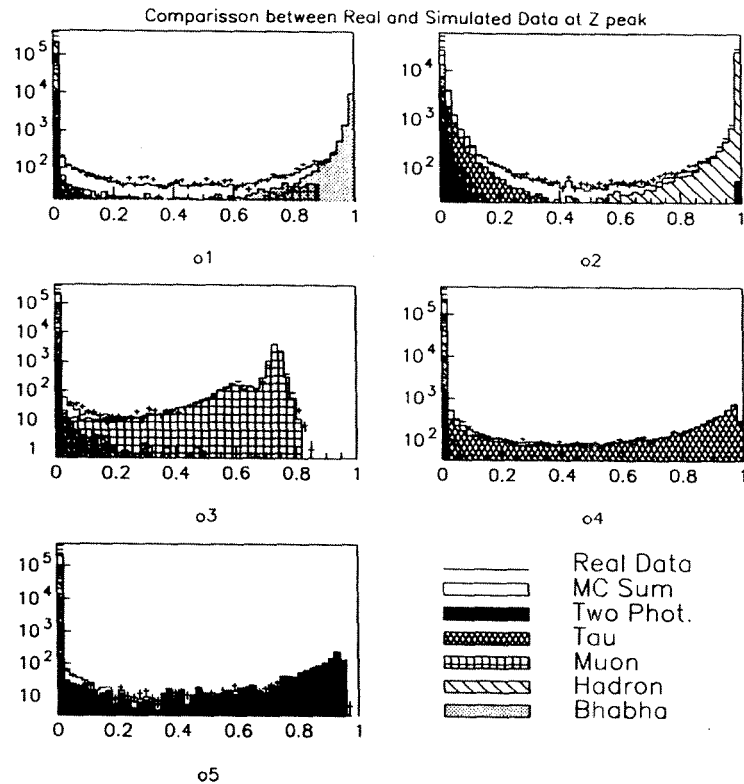 Comparisson between Real and Simulated Data at Z peak
10^5
10^4
10^3
10^2
0 0.2 0.4 0.6 0.8 1
o1
10^4
10^3
10^2
0 0.2 0.4 0.6 0.8 1
o2
10^5
10^4
10^3
10^2
10
1
0 0.2 0.4 0.6 0.8 1
o3
10^5
10^4
10^3
10^2
0 0.2 0.4 0.6 0.8 1
o4
10^5
10^4
10^3
10^2
10
0 0.2 0.4 0.6 0.8 1
o5
Real Data
MC Sum
Two Phot.
Tau
Muon
Hadron
Bhabha